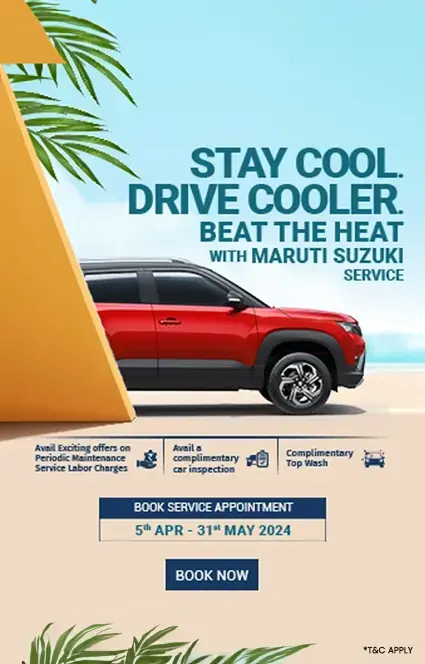 STAY COOL.
DRIVE COOLER.
BEAT THE HEAT
WITH MARUTI SUZUKI
SERVICE
Avail Exciting offers on
Periodic Maintenance
Service Labor Charges
Avail a
complimentary
car inspection
Complimentary
Top Wash
BOOK SERVICE APPOINTMENT
5th APR - 31st MAY 2024
BOOK NOW
*T&C APPLY